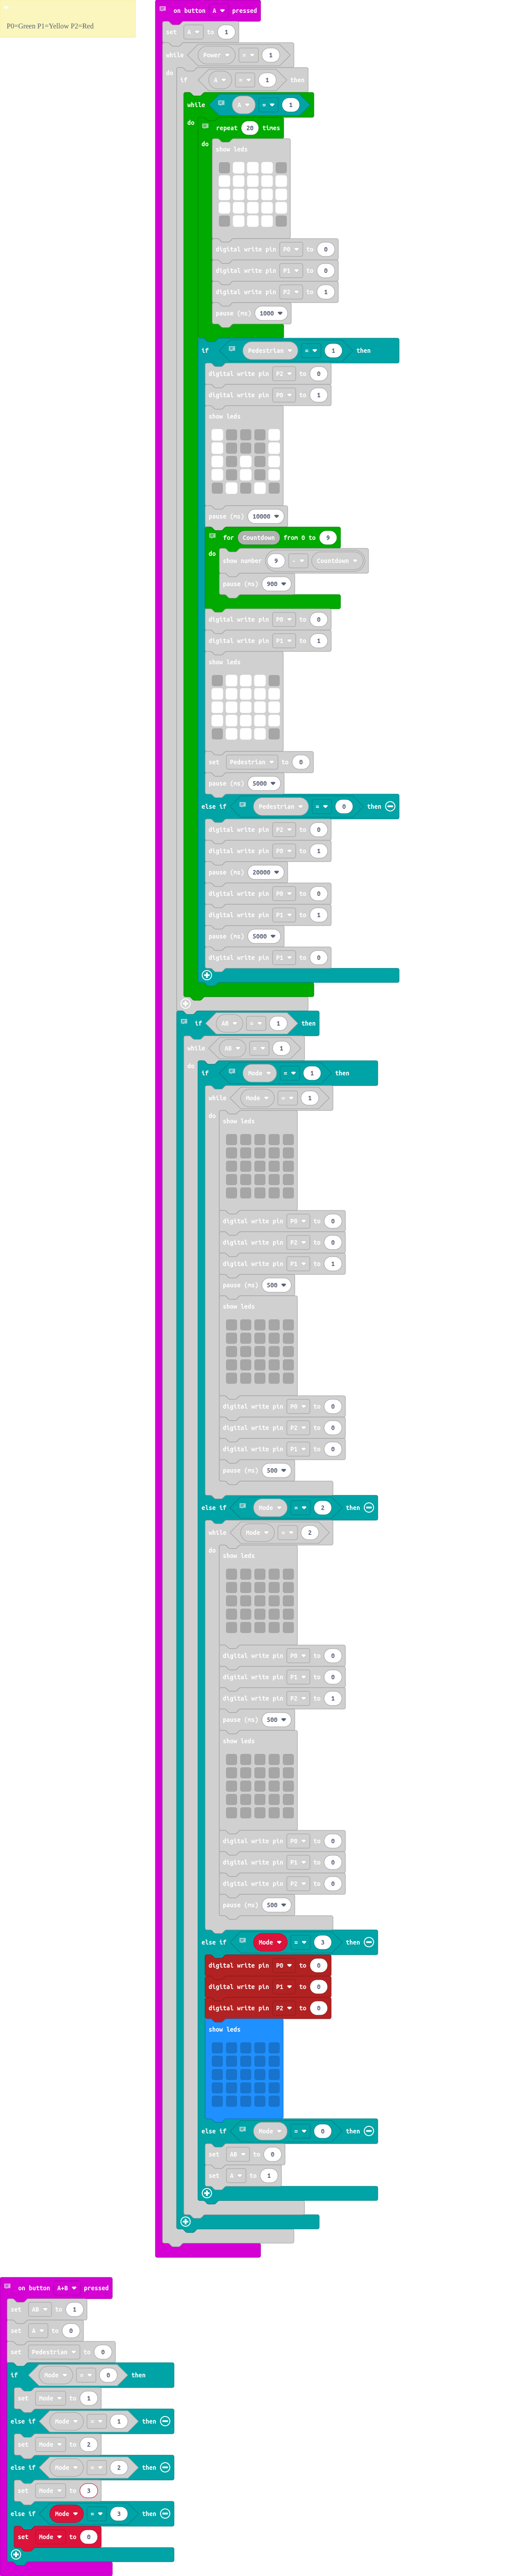 P0=Green P1=Yellow P2=Red
on button A pressed
set A to 1
while Power = 1
do if A = 1 then
while A = 1
do repeat 20 times
do show leds
digital write pin P0 to 0
digital write pin P1 to 0
digital write pin P2 to 1
pause (ms) 1000
if Pedestrian = 1 then
digital write pin P2 to 0
digital write pin P0 to 1
show leds
pause (ms) 10000
for Countdown from 0 to 9
do show number 9 - Countdown
pause (ms) 900
digital write pin P0 to 0
digital write pin P1 to 1
show leds
set Pedestrian to 0
pause (ms) 5000
else if Pedestrian = 0 then
digital write pin P2 to 0
digital write pin P0 to 1
pause (ms) 20000
digital write pin P0 to 0
digital write pin P1 to 1
pause (ms) 5000
digital write pin P1 to 0
if AB = 1 then
while AB = 1
do if Mode = 1 then
while Mode = 1
do show leds
digital write pin P0 to 0
digital write pin P2 to 0
digital write pin P1 to 1
pause (ms) 500
show leds
digital write pin P0 to 0
digital write pin P2 to 0
digital write pin P1 to 0
pause (ms) 500
else if Mode = 2 then
while Mode = 2
do show leds
digital write pin P0 to 0
digital write pin P1 to 0
digital write pin P2 to 1
pause (ms) 500
show leds
digital write pin P0 to 0
digital write pin P1 to 0
digital write pin P2 to 0
pause (ms) 500
else if Mode = 3 then
digital write pin P0 to 0
digital write pin P1 to 0
digital write pin P2 to 0
show leds
else if Mode = 0 then
set AB to 0
set A to 1
on button A+B pressed
set AB to 1
set A to 0
set Pedestrian to 0
if Mode = 0 then
set Mode to 1
else if Mode = 1 then
set Mode to 2
else if Mode = 2 then
set Mode to 3
else if Mode = 3 then
set Mode to 0